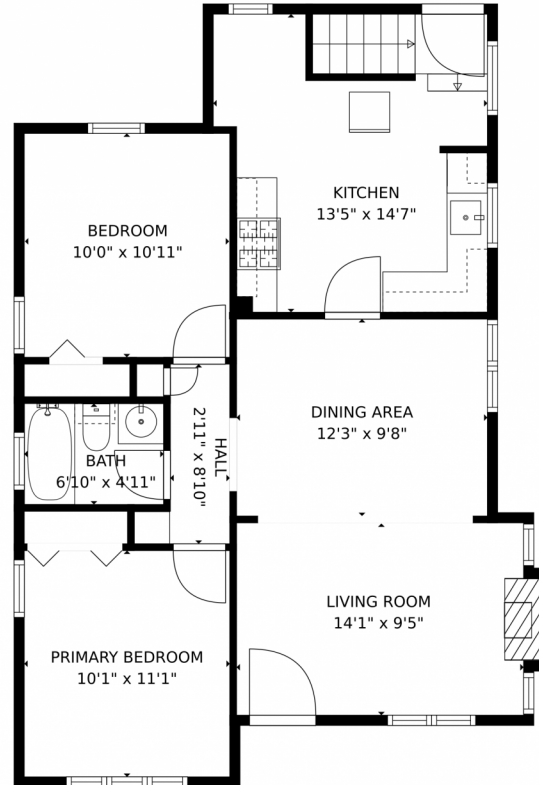 KITCHEN
13'5" x 14'7"
BEDROOM
10'0" x 10'11"
DINING AREA
12'3" x 9'8"
HALL
2'11" x 8'10"
BATH
6'10" x 4'11"
LIVING ROOM
14'1" x 9'5"
PRIMARY BEDROOM
10'1" x 11'1"